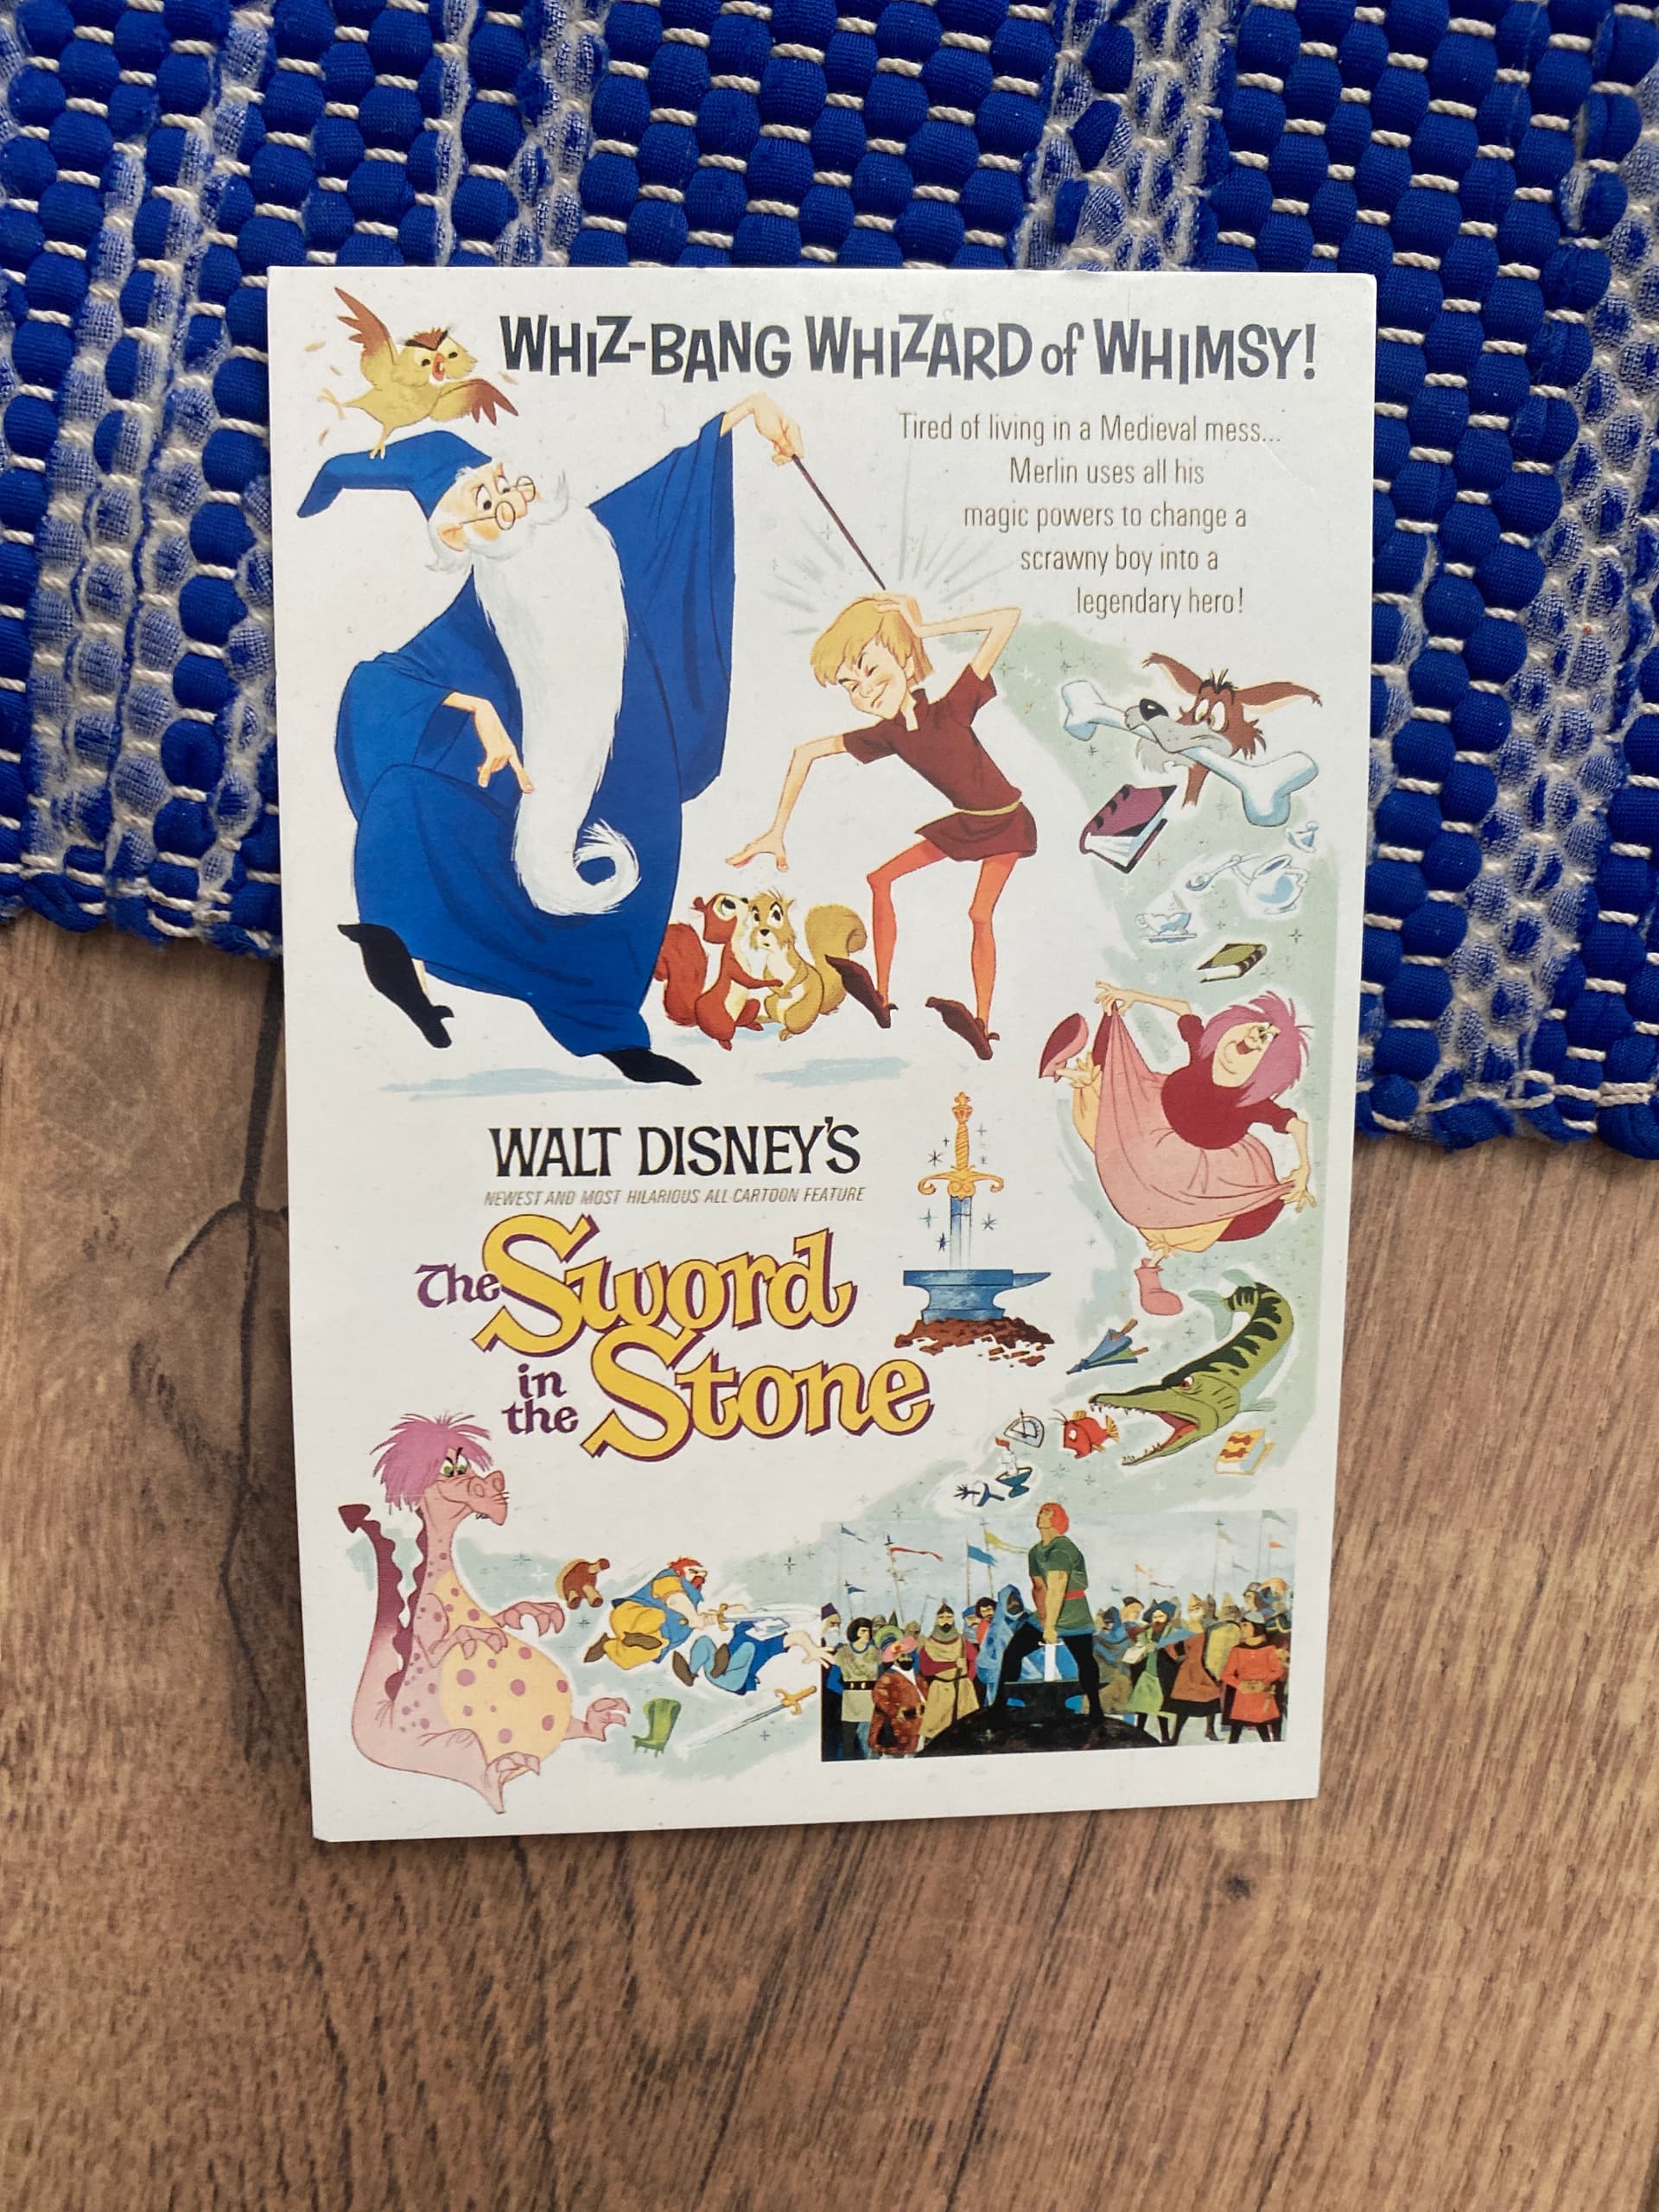 WHIZ-BANG WHIZARD of WHIMSY!
Tired of living in a Medieval mess...
Merlin uses all his
magic powers to change a
scrawny boy into a
legendary hero!
WALT DISNEY'S
NEWEST AND MOST HILARIOUS ALL-CARTOON FEATURE
The Sword
in the Stone